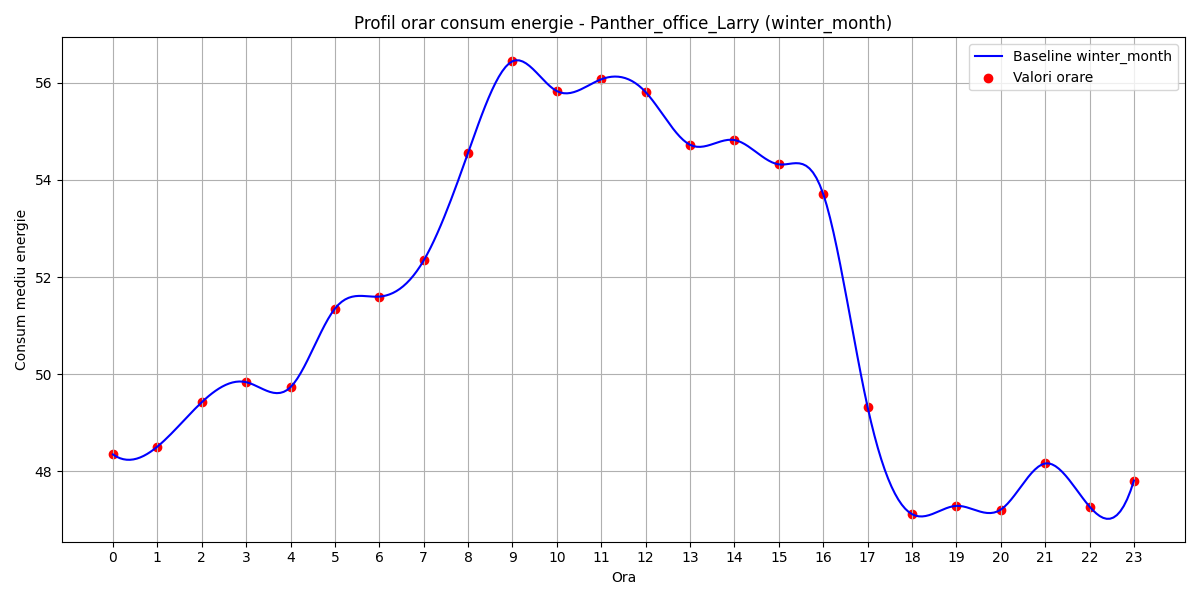 Profil orar consum energie - Panther_office_Larry (winter_month)
Baseline winter_month
Valori orare
Consum mediu energie
56
54
52
50
48
0 1 2 3 4 5 6 7 8 9 10 11 12 13 14 15 16 17 18 19 20 21 22 23
Ora